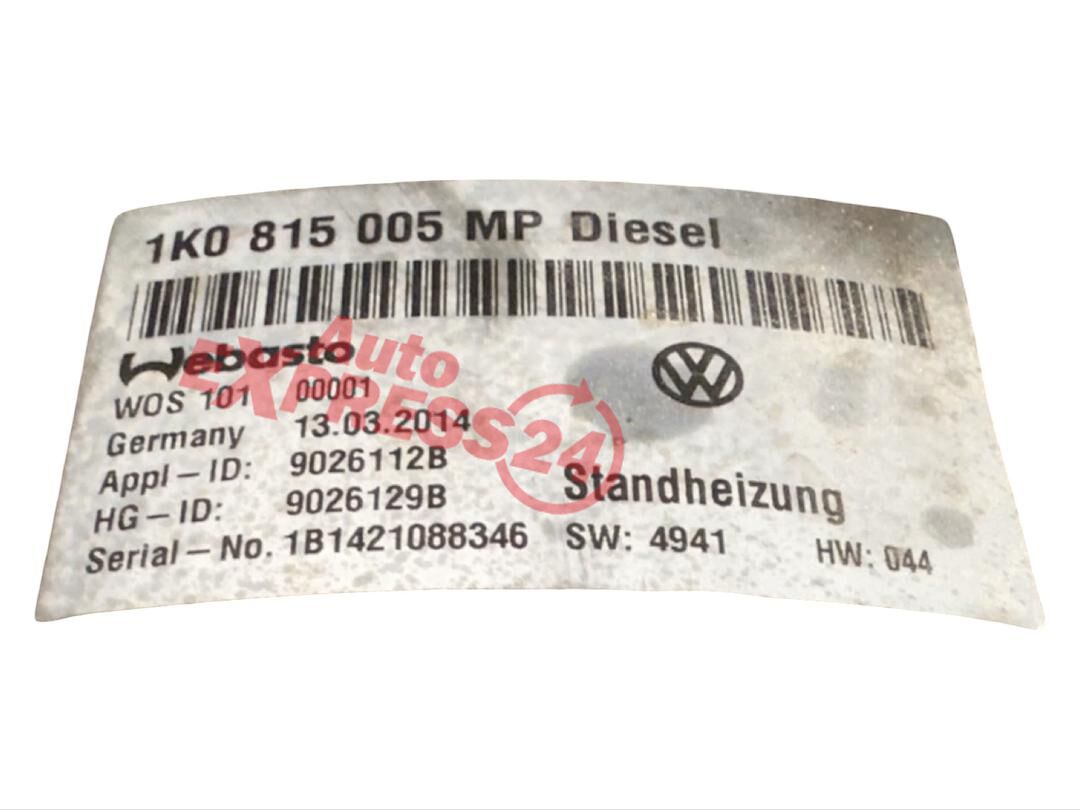 1K0 815 005 MP Diesel
Webasto
WOS 101 00001
Germany 13.03.2014
Appl-ID: 9026112B
HG-ID: 9026129B
Standheizung
Serial-No. 1B1421088346 SW: 4941 HW: 044
Auto
EXPRESS24